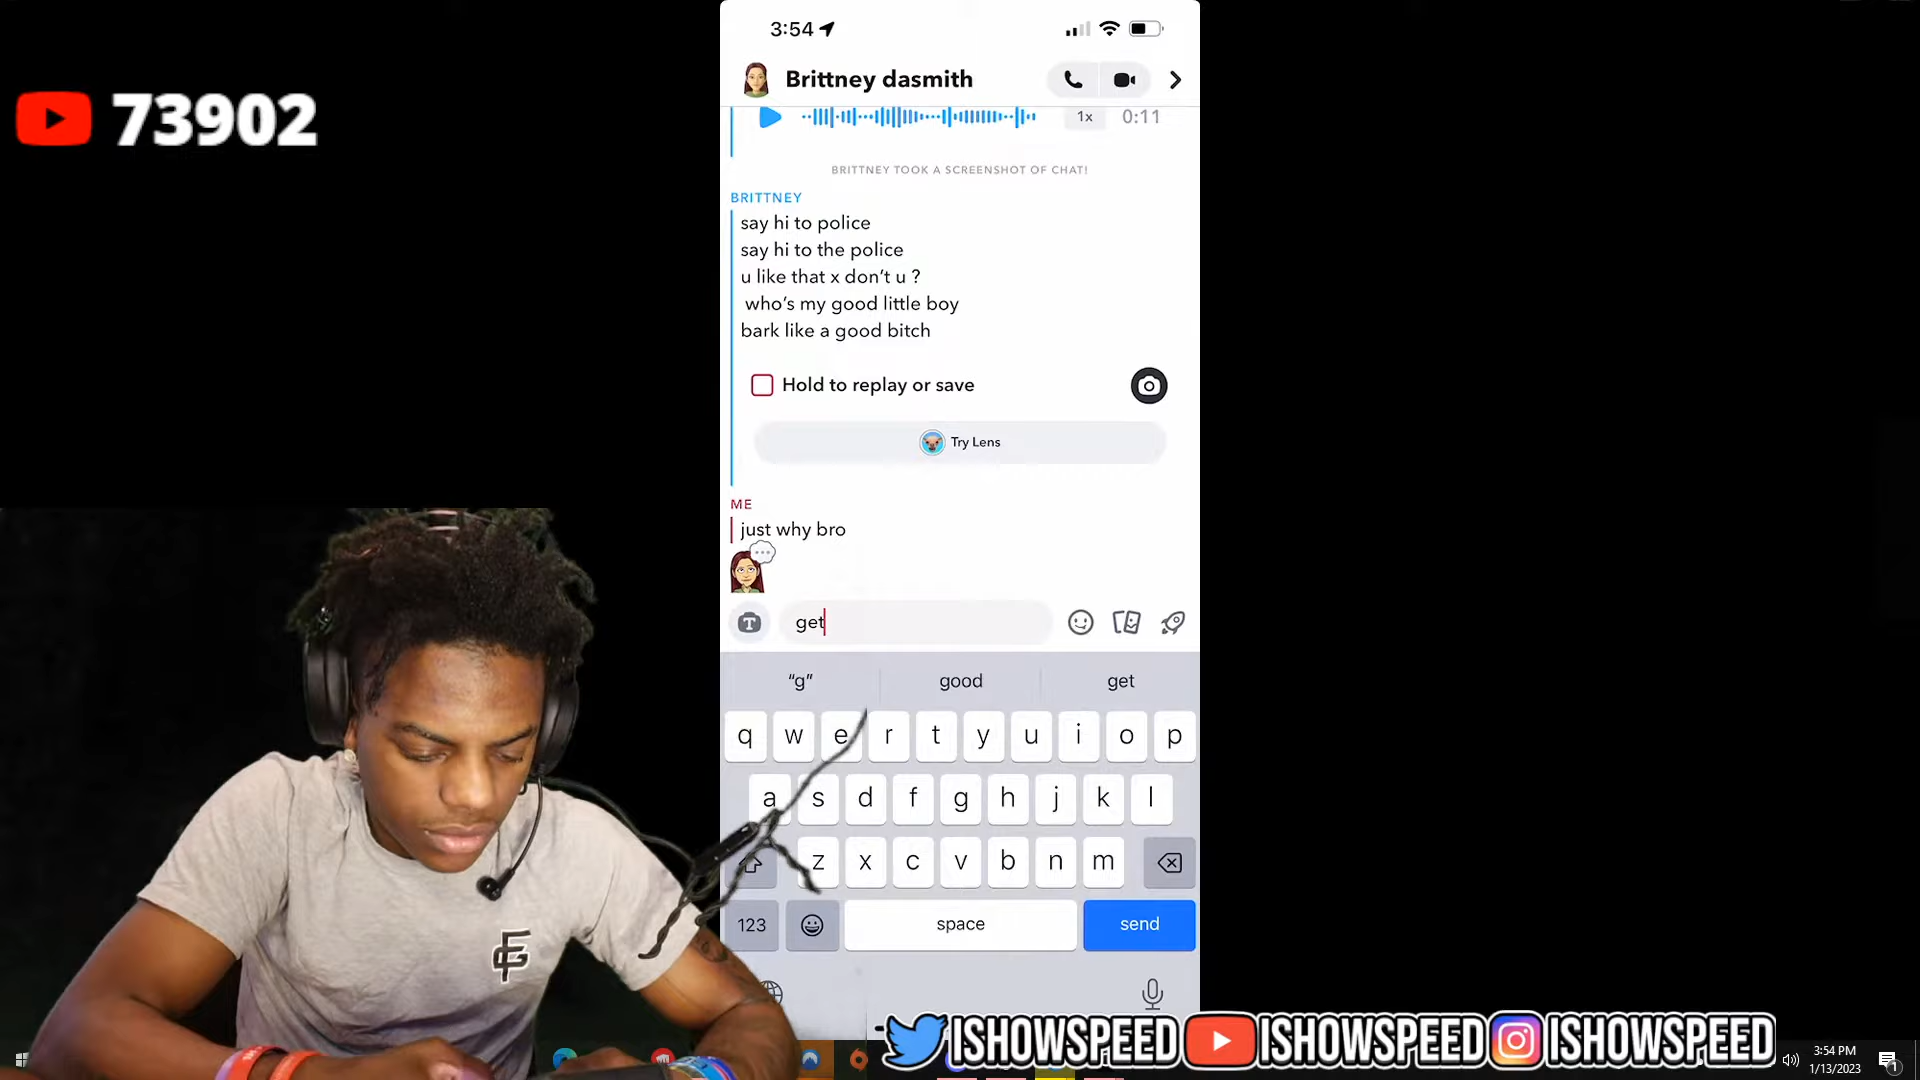 3:54
73902
Brittney dasmith
1x 0:11
BRITTNEY TOOK A SCREENSHOT OF CHAT!
BRITTNEY
say hi to police
say hi to the police
u like that x don't u ?
who's my good little boy
bark like a good bitch
Hold to replay or save
Try Lens
ME
just why bro
T get
“g” good get
q w e r t y u i o p
a s d f g h j k l
z x c v b n m
123 space send
ISHOWSPEED ISHOWSPEED ISHOWSPEED
3:54 PM
1/13/2023
1